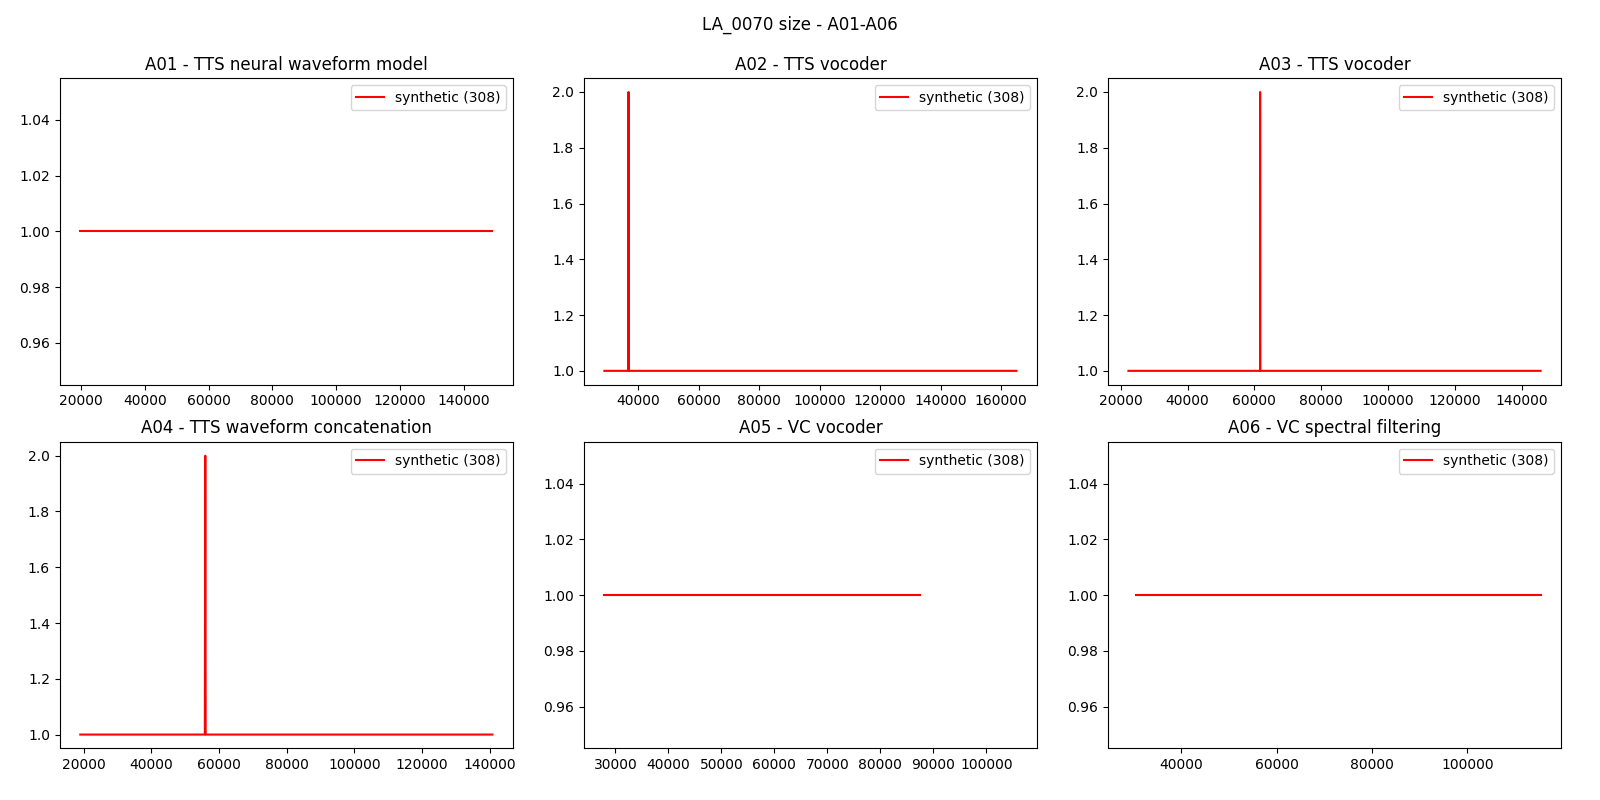 LA_0070 size - A01-A06
A01 - TTS neural waveform model
synthetic (308)
1.04
1.02
1.00
0.98
0.96
20000 40000 60000 80000 100000 120000 140000
A02 - TTS vocoder
synthetic (308)
2.0
1.8
1.6
1.4
1.2
1.0
40000 60000 80000 100000 120000 140000 160000
A03 - TTS vocoder
synthetic (308)
2.0
1.8
1.6
1.4
1.2
1.0
20000 40000 60000 80000 100000 120000 140000
A04 - TTS waveform concatenation
synthetic (308)
2.0
1.8
1.6
1.4
1.2
1.0
20000 40000 60000 80000 100000 120000 140000
A05 - VC vocoder
synthetic (308)
1.04
1.02
1.00
0.98
0.96
30000 40000 50000 60000 70000 80000 90000 100000
A06 - VC spectral filtering
synthetic (308)
1.04
1.02
1.00
0.98
0.96
40000 60000 80000 100000